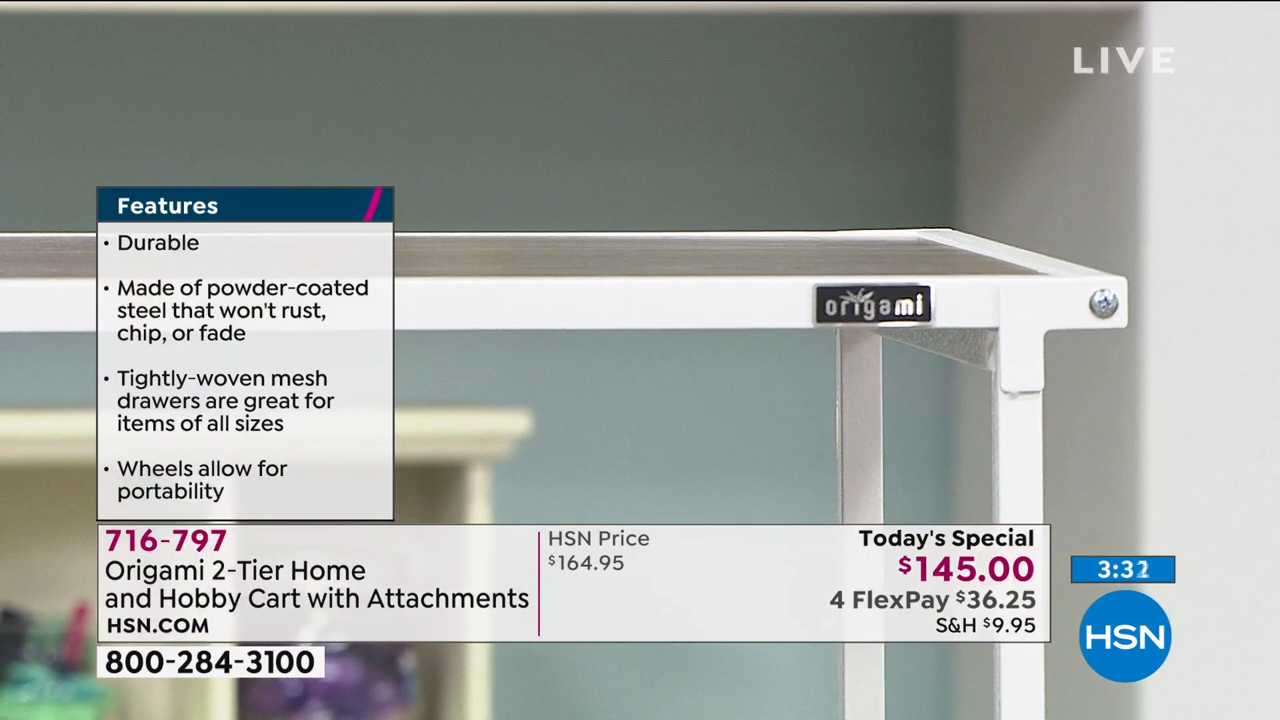 LIVE
Features
• Durable
• Made of powder-coated
steel that won't rust,
chip, or fade
• Tightly-woven mesh
drawers are great for
items of all sizes
• Wheels allow for
portability
origami
716-797
Origami 2-Tier Home
and Hobby Cart with Attachments
HSN.COM
HSN Price
$164.95
Today's Special
$145.00
4 FlexPay $36.25
S&H $9.95
800-284-3100
3:32
HSN